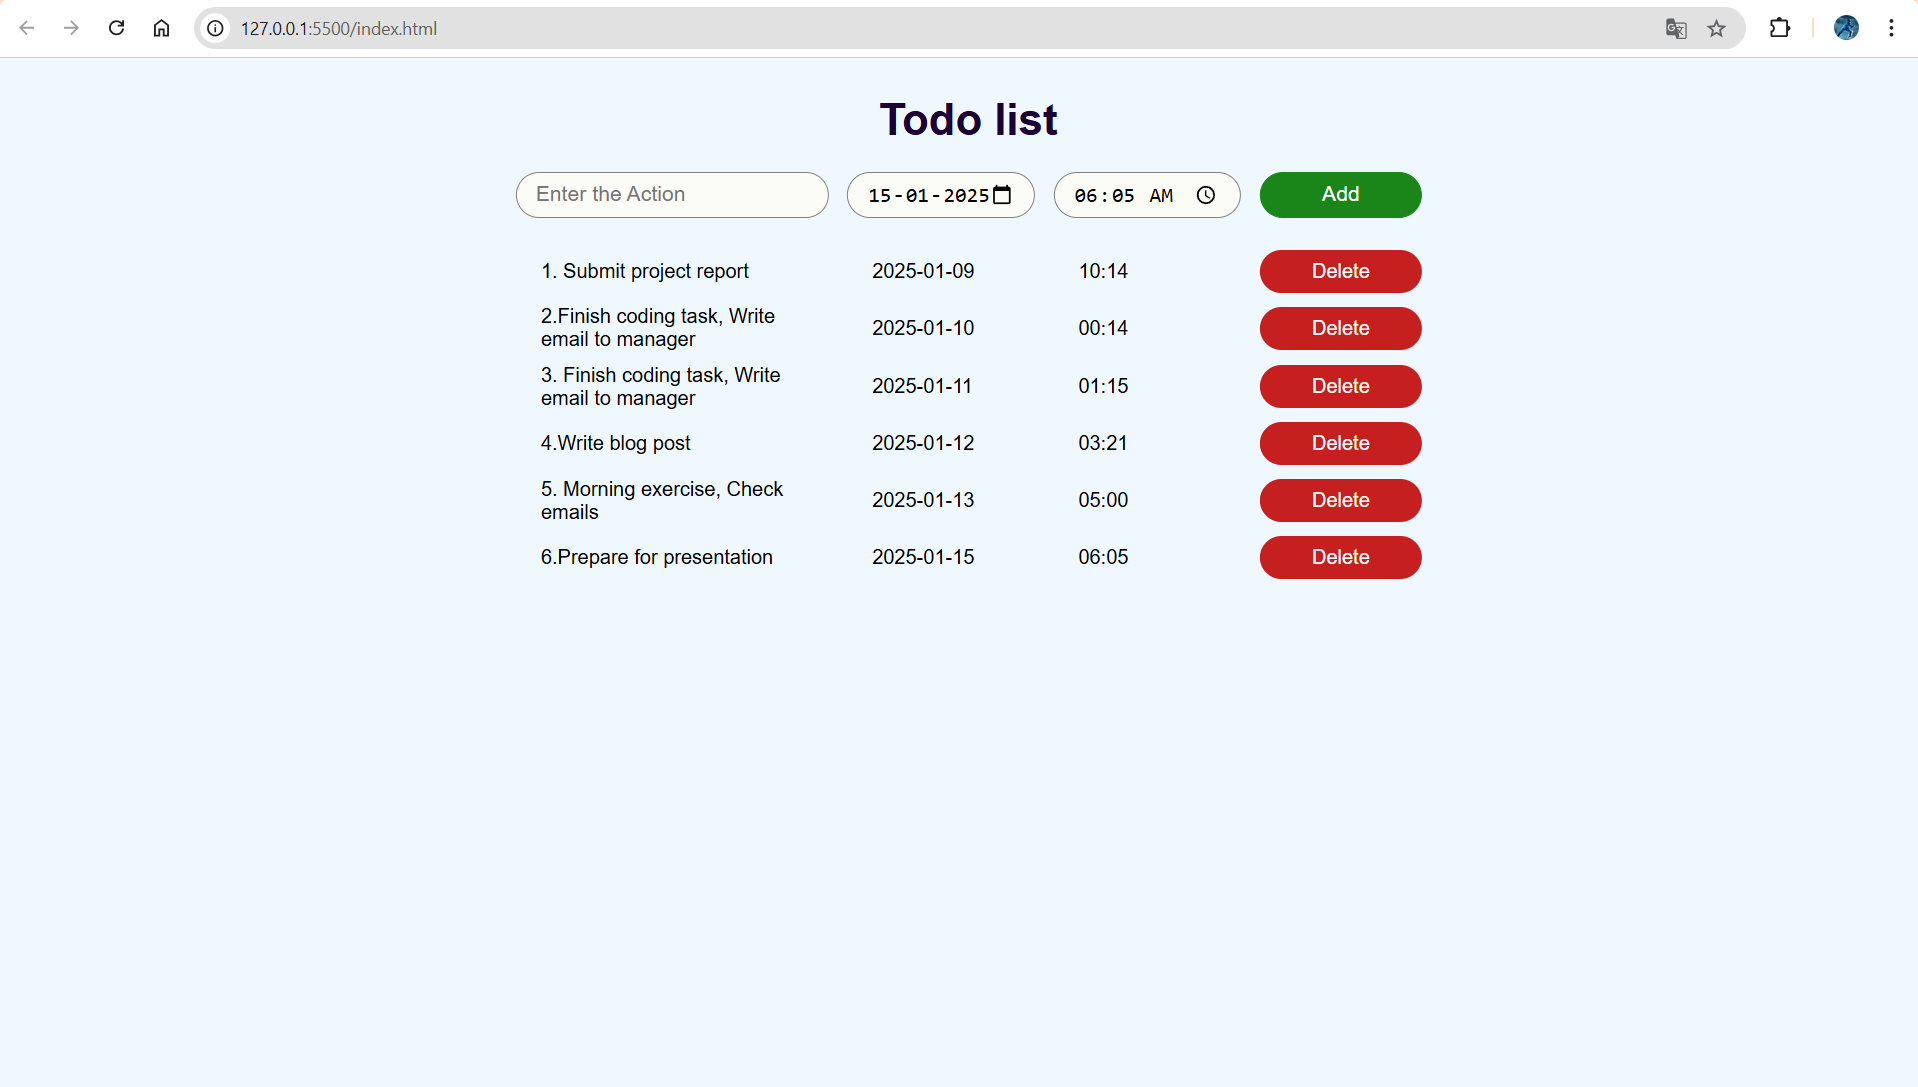 127.0.0.1:5500/index.html
Todo list
Enter the Action 15-01-2025 06:05 AM Add
1. Submit project report 2025-01-09 10:14 Delete
2.Finish coding task, Write
email to manager 2025-01-10 00:14 Delete
3. Finish coding task, Write
email to manager 2025-01-11 01:15 Delete
4.Write blog post 2025-01-12 03:21 Delete
5. Morning exercise, Check
emails 2025-01-13 05:00 Delete
6.Prepare for presentation 2025-01-15 06:05 Delete